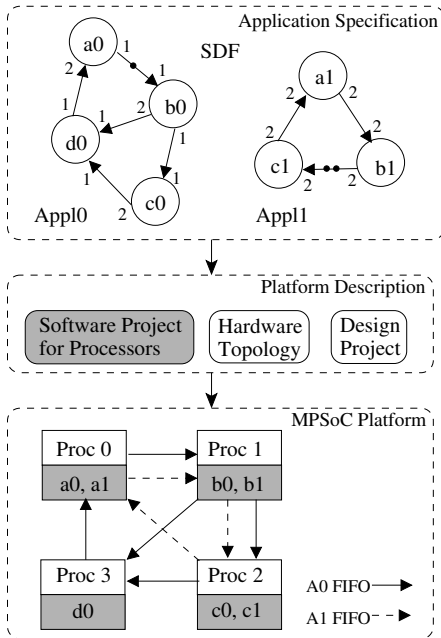 Application Specification
a0
1
SDF
2
1
a1
b0
2
2
1
2
1
d0
1
2
2
c1
b1
1
1
2
2
2
c0
Appl0
Appl1
Platform Description
Software Project
for Processors
Hardware
Topology
Design
Project
MPSoC Platform
Proc 0
a0, a1
Proc 1
b0, b1
Proc 3
d0
Proc 2
c0, c1
A0 FIFO
A1 FIFO